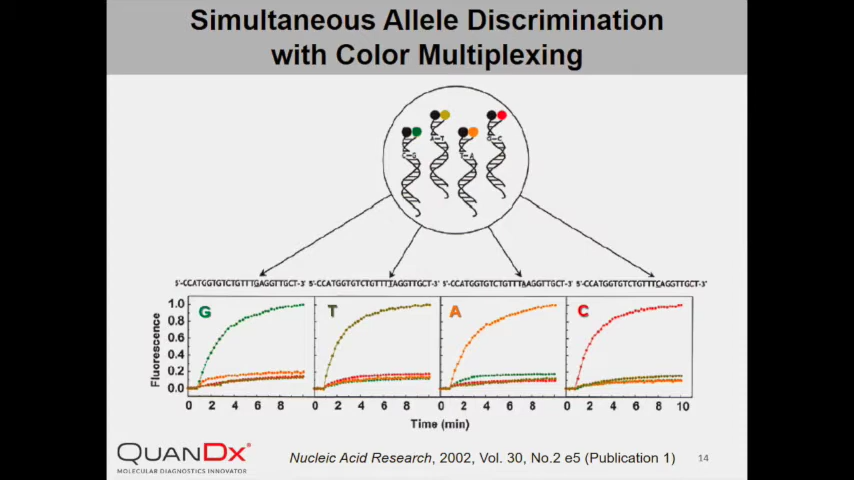 Simultaneous Allele Discrimination
with Color Multiplexing
A-T
G-C
C-G
T-A
5'-CCATGGTGTCTGTTTGAGGTTGCT-3' 5'-CCATGGTGTCTGTTTTAGGTTGCT-3' 5'-CCATGGTGTCTGTTTAAGGTTGCT-3' 5'-CCATGGTGTCTGTTTCAGGTTGCT-3'
G T A C
Fluorescence
1.0
0.8
0.6
0.4
0.2
0.0
0 2 4 6 8 0 2 4 6 8 0 2 4 6 8 0 2 4 6 8 10
Time (min)
QUANDX
MOLECULAR DIAGNOSTICS INNOVATOR
Nucleic Acid Research, 2002, Vol. 30, No.2 e5 (Publication 1)
14